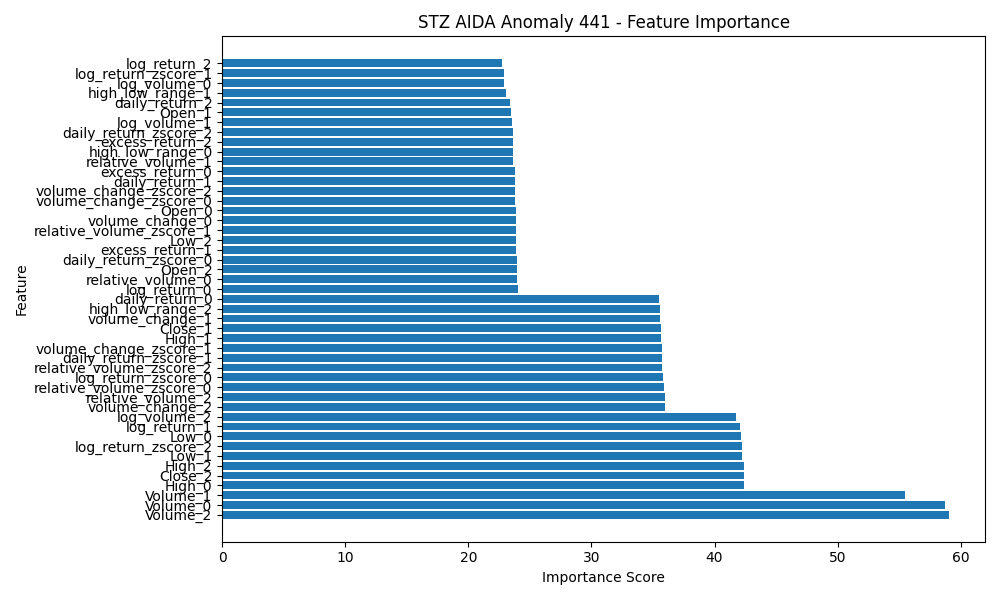 STZ AIDA Anomaly 441 - Feature Importance
log_return_2
log_return_zscore_1
log_volume_0
high_low_range_1
daily_return_2
Open_1
log_volume_1
daily_return_zscore_2
excess_return_2
high_low_range_0
relative_volume_1
excess_return_0
daily_return_1
volume_change_zscore_2
volume_change_zscore_0
Open_0
volume_change_0
relative_volume_zscore_1
Low_2
excess_return_1
daily_return_zscore_0
Open_2
relative_volume_0
log_return_0
daily_return_0
high_low_range_2
volume_change_1
Close_1
High_1
volume_change_zscore_1
daily_return_zscore_1
relative_volume_zscore_2
log_return_zscore_0
relative_volume_zscore_0
relative_volume_2
volume_change_2
log_volume_2
log_return_1
Low_0
log_return_zscore_2
Low_1
High_2
Close_2
High_0
Volume_1
Volume_0
Volume_2
Feature
0 10 20 30 40 50 60
Importance Score